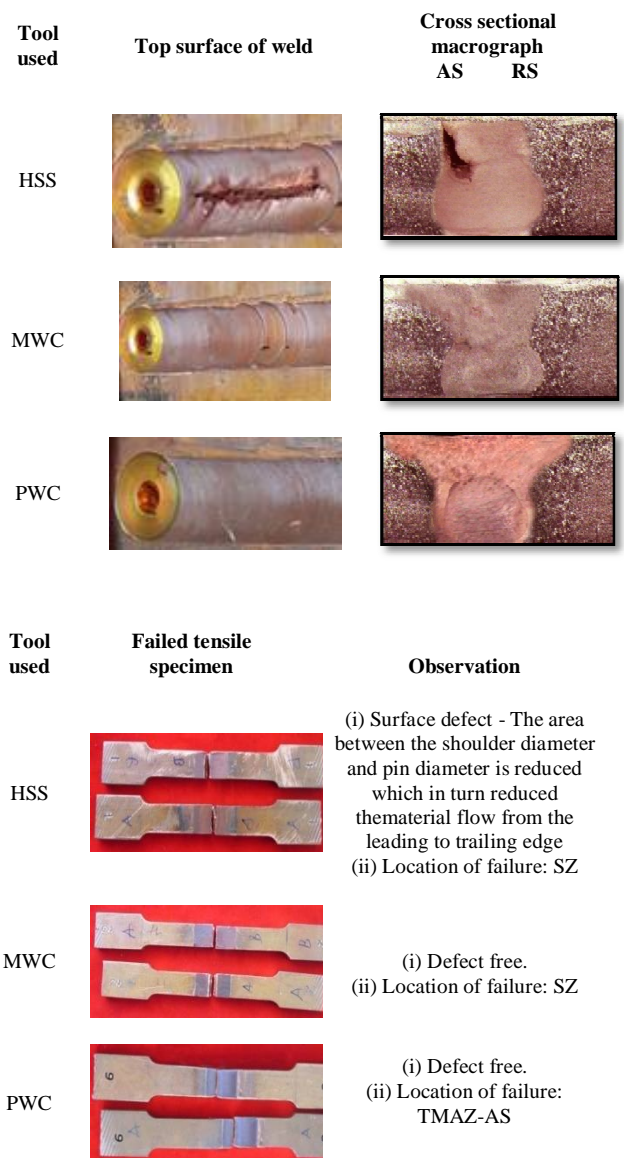 Tool
used
Top surface of weld
Cross sectional
macrograph
AS RS
HSS
MWC
PWC
Tool
used
Failed tensile
specimen
Observation
HSS
(i) Surface defect - The area
between the shoulder diameter
and pin diameter is reduced
which in turn reduced
thematerial flow from the
leading to trailing edge
(ii) Location of failure: SZ
MWC
(i) Defect free.
(ii) Location of failure: SZ
PWC
(i) Defect free.
(ii) Location of failure:
TMAZ-AS